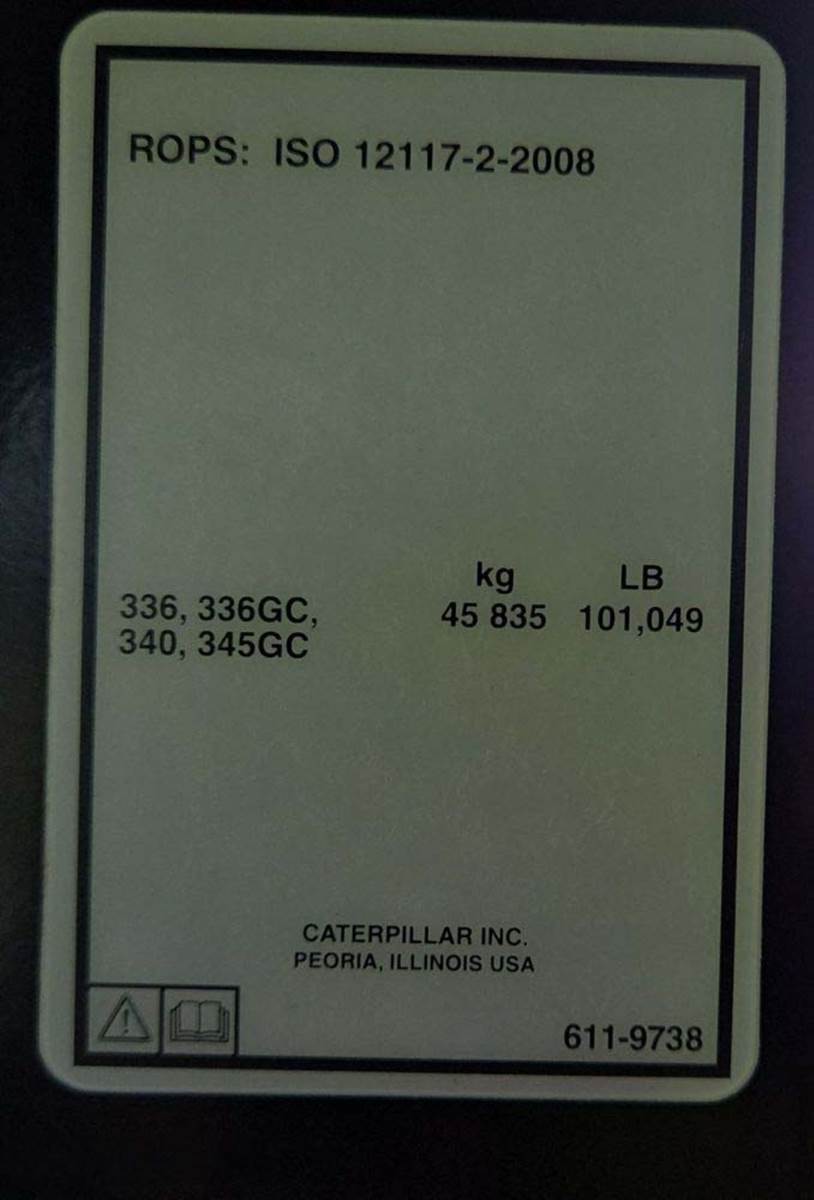 ROPS: ISO 12117-2-2008
kg LB
336, 336GC, 45 835 101,049
340, 345GC
CATERPILLAR INC.
PEORIA, ILLINOIS USA
611-9738